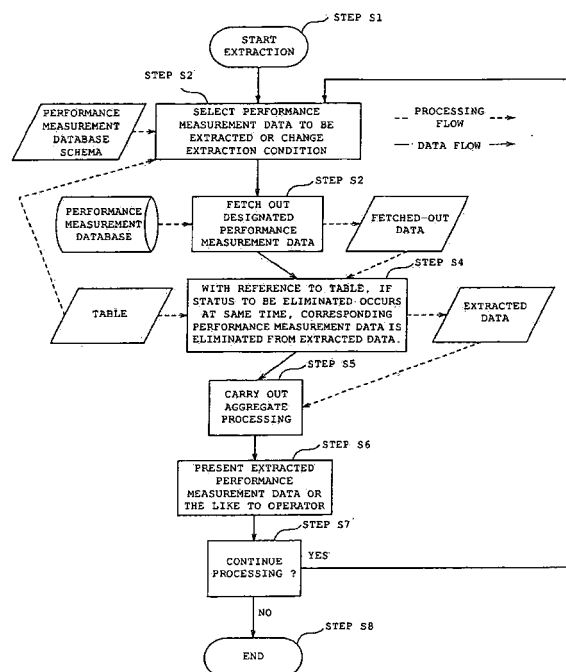 STEP S1
START
EXTRACTION
STEP S2
PERFORMANCE
MEASUREMENT
DATABASE
SCHEMA
SELECT PERFORMANCE
MEASUREMENT DATA TO BE
EXTRACTED OR CHANGE
EXTRACTION CONDITION
PROCESSING
FLOW
DATA FLOW
STEP S2
PERFORMANCE
MEASUREMENT
DATABASE
FETCH OUT
DESIGNATED
PERFORMANCE
MEASUREMENT DATA
FETCHED-OUT
DATA
STEP S4
TABLE
WITH REFERENCE TO TABLE, IF
STATUS TO BE ELIMINATED OCCURS
AT SAME TIME, CORRESPONDING
PERFORMANCE MEASUREMENT DATA IS
ELIMINATED FROM EXTRACTED DATA.
EXTRACTED
DATA
STEP S5
CARRY OUT
AGGREGATE
PROCESSING
STEP S6
PRESENT EXTRACTED
PERFORMANCE
MEASUREMENT DATA OR
THE LIKE TO OPERATOR
STEP S7
CONTINUE
PROCESSING ?
YES
NO
STEP S8
END